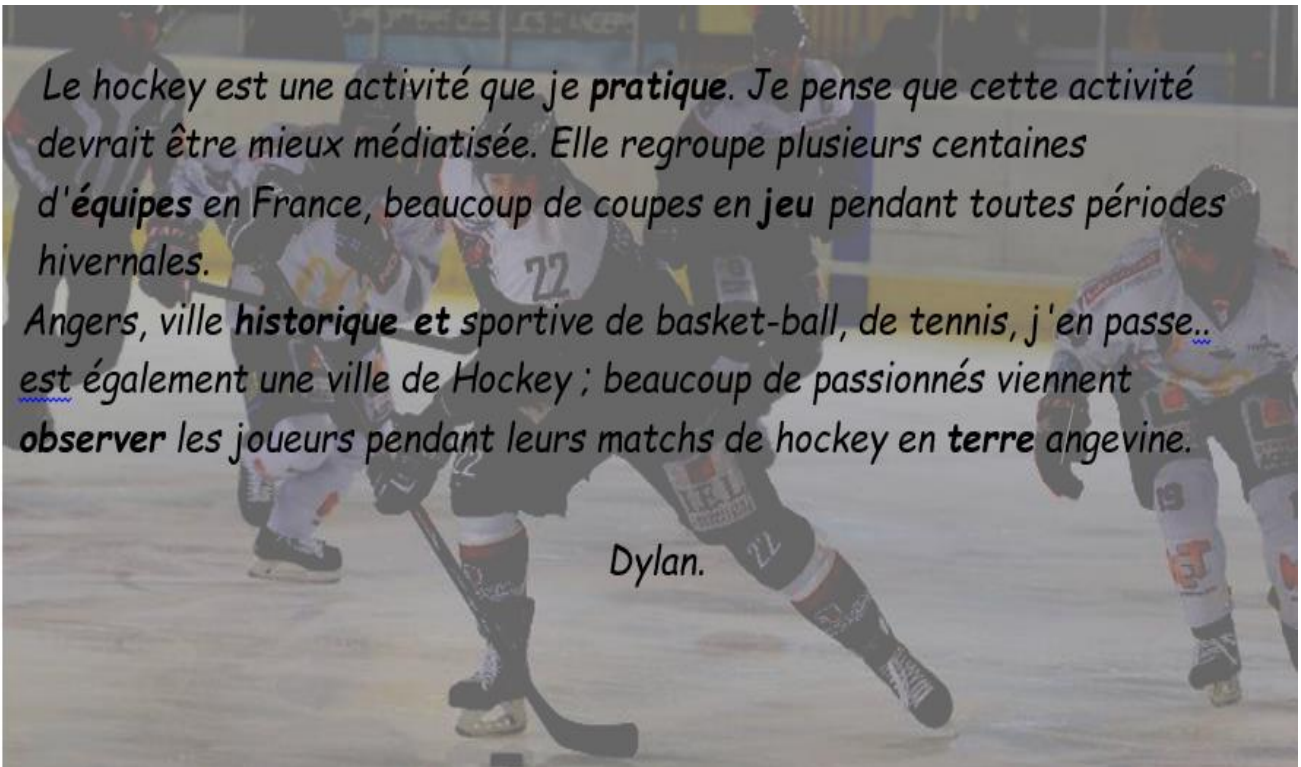 Le hockey est une activité que je pratique. Je pense que cette activité
devrait être mieux médiatisée. Elle regroupe plusieurs centaines
d'équipes en France, beaucoup de coupes en jeu pendant toutes périodes
hivernales.
Angers, ville historique et sportive de basket-ball, de tennis, j'en passe..
est également une ville de Hockey ; beaucoup de passionnés viennent
observer les joueurs pendant leurs matchs de hockey en terre angevine.
Dylan.
22
22
19